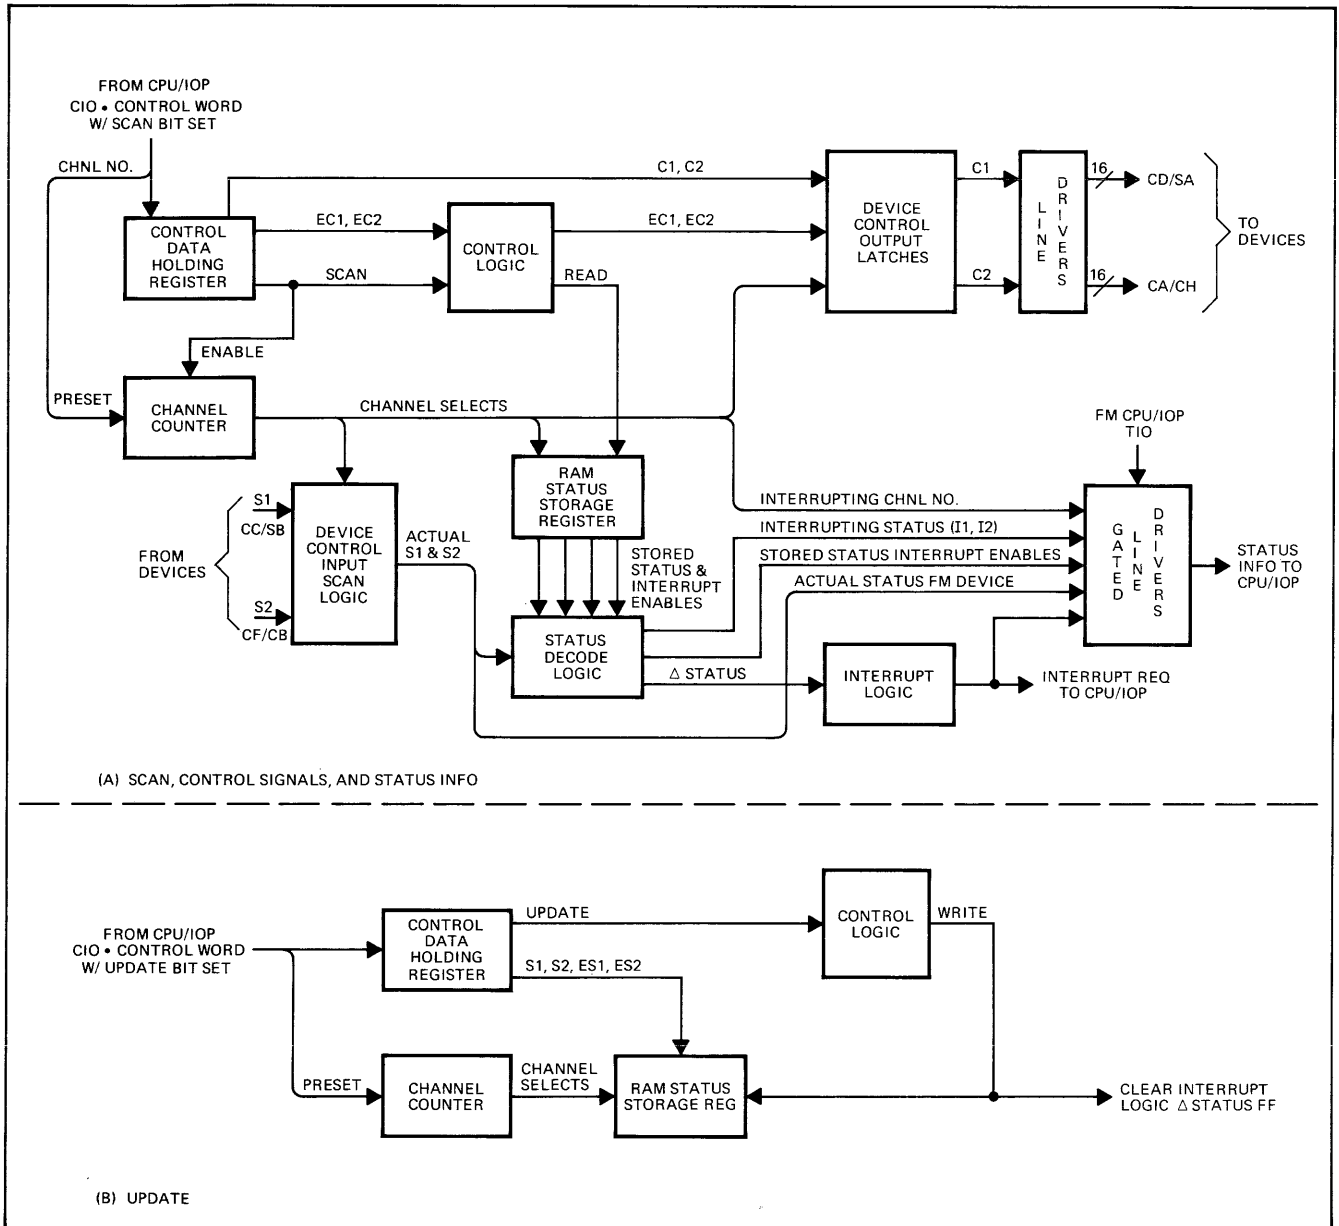 FROM CPU/IOP
CIO • CONTROL WORD
W/ SCAN BIT SET
CHNL NO.
CONTROL
DATA
HOLDING
REGISTER
C1, C2
EC1, EC2
SCAN
CONTROL
LOGIC
EC1, EC2
READ
DEVICE
CONTROL
OUTPUT
LATCHES
C1
C2
LINE
DRIVERS
16
CD/SA
16
CA/CH
TO
DEVICES
ENABLE
PRESET
CHANNEL
COUNTER
CHANNEL SELECTS
FROM
DEVICES
S1
CC/SB
S2
CF/CB
DEVICE
CONTROL
INPUT
SCAN
LOGIC
ACTUAL
S1 & S2
RAM
STATUS
STORAGE
REGISTER
STORED
STATUS &
INTERRUPT
ENABLES
STATUS
DECODE
LOGIC
Δ STATUS
INTERRUPT
LOGIC
INTERRUPTING CHNL NO.
INTERRUPTING STATUS (I1, I2)
STORED STATUS INTERRUPT ENABLES
ACTUAL STATUS FM DEVICE
FM CPU/IOP
TIO
GATED
LINE
DRIVERS
STATUS
INFO TO
CPU/IOP
INTERRUPT REQ
TO CPU/IOP
(A) SCAN, CONTROL SIGNALS, AND STATUS INFO
FROM CPU/IOP
CIO • CONTROL WORD
W/ UPDATE BIT SET
CONTROL
DATA
HOLDING
REGISTER
UPDATE
S1, S2, ES1, ES2
CONTROL
LOGIC
WRITE
PRESET
CHANNEL
COUNTER
CHANNEL
SELECTS
RAM STATUS
STORAGE REG
CLEAR INTERRUPT
LOGIC Δ STATUS FF
(B) UPDATE